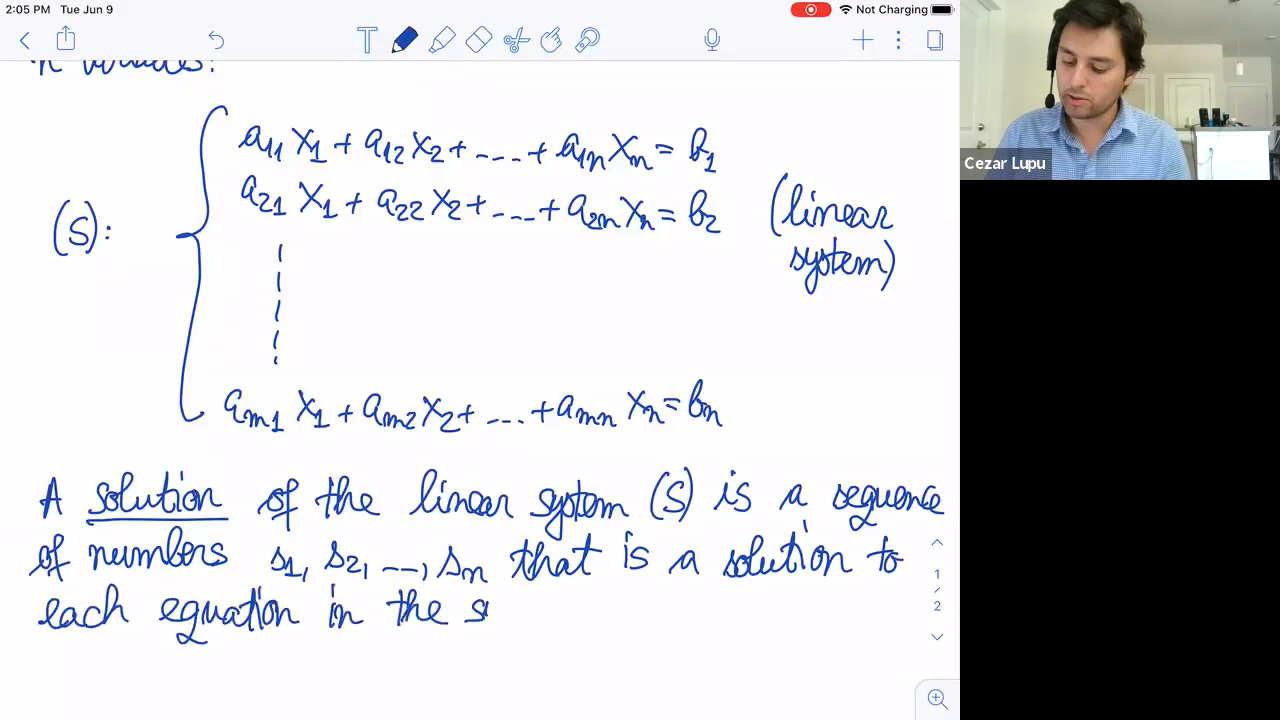 2:05 PM Tue Jun 9
Not Charging
n variables:
(S):
a11 x1 + a12 x2 + .... + a1n xn = b1
a21 x1 + a22 x2 + .... + a2n xn = b2
am1 x1 + am2 x2 + .... + amn xn = bn
(linear
system)
A solution of the linear system (S) is a sequence
of numbers s1, s2, ..., sn that is a solution to
each equation in the s
1
/
2
Cezar Lupu